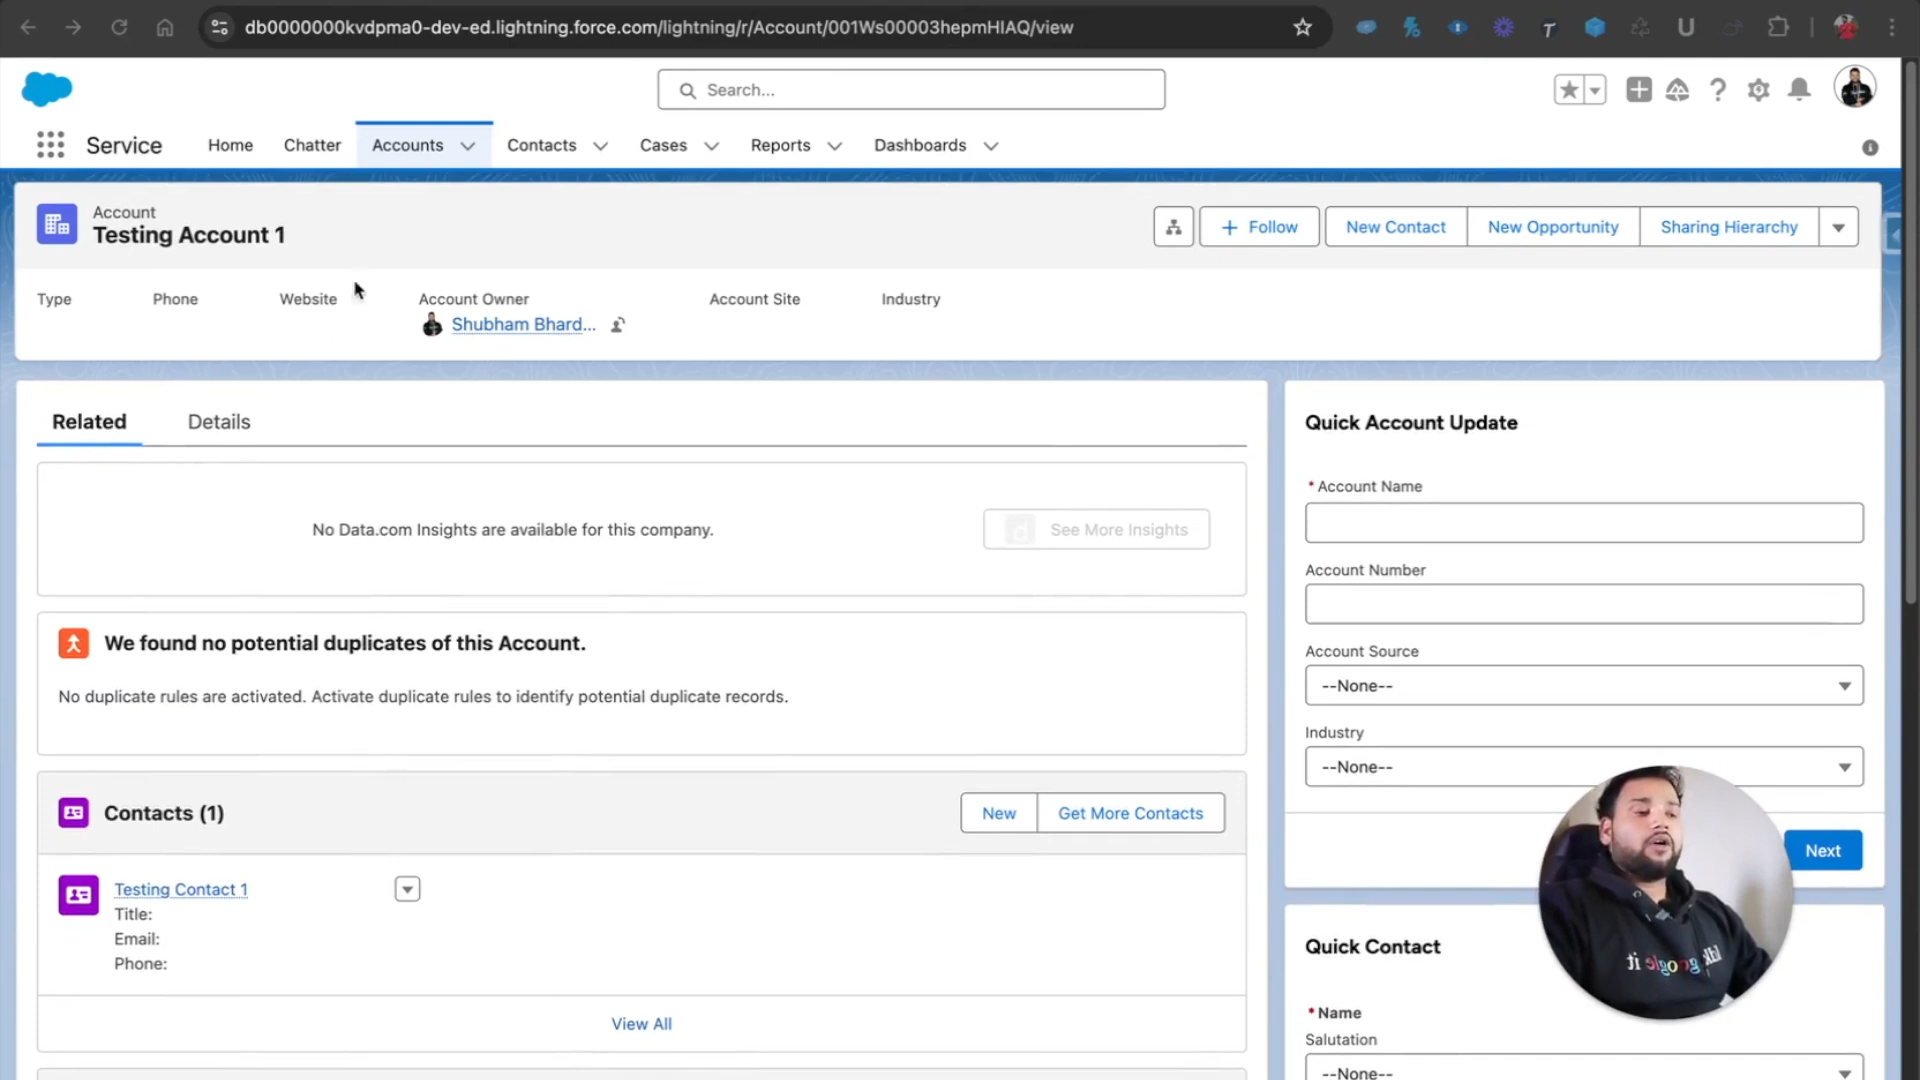 db0000000kvdpma0-dev-ed.lightning.force.com/lightning/r/Account/001Ws00003hepmHIAQ/view
Search...
Service
Home
Chatter
Accounts
Contacts
Cases
Reports
Dashboards
Account
Testing Account 1
Follow
New Contact
New Opportunity
Sharing Hierarchy
Type
Phone
Website
Account Owner
Account Site
Industry
Shubham Bhard...
Related
Details
No Data.com Insights are available for this company.
See More Insights
We found no potential duplicates of this Account.
No duplicate rules are activated. Activate duplicate rules to identify potential duplicate records.
Contacts (1)
New
Get More Contacts
Testing Contact 1
Title:
Email:
Phone:
View All
Quick Account Update
* Account Name
Account Number
Account Source
--None--
Industry
--None--
Next
Quick Contact
* Name
Salutation
--None--